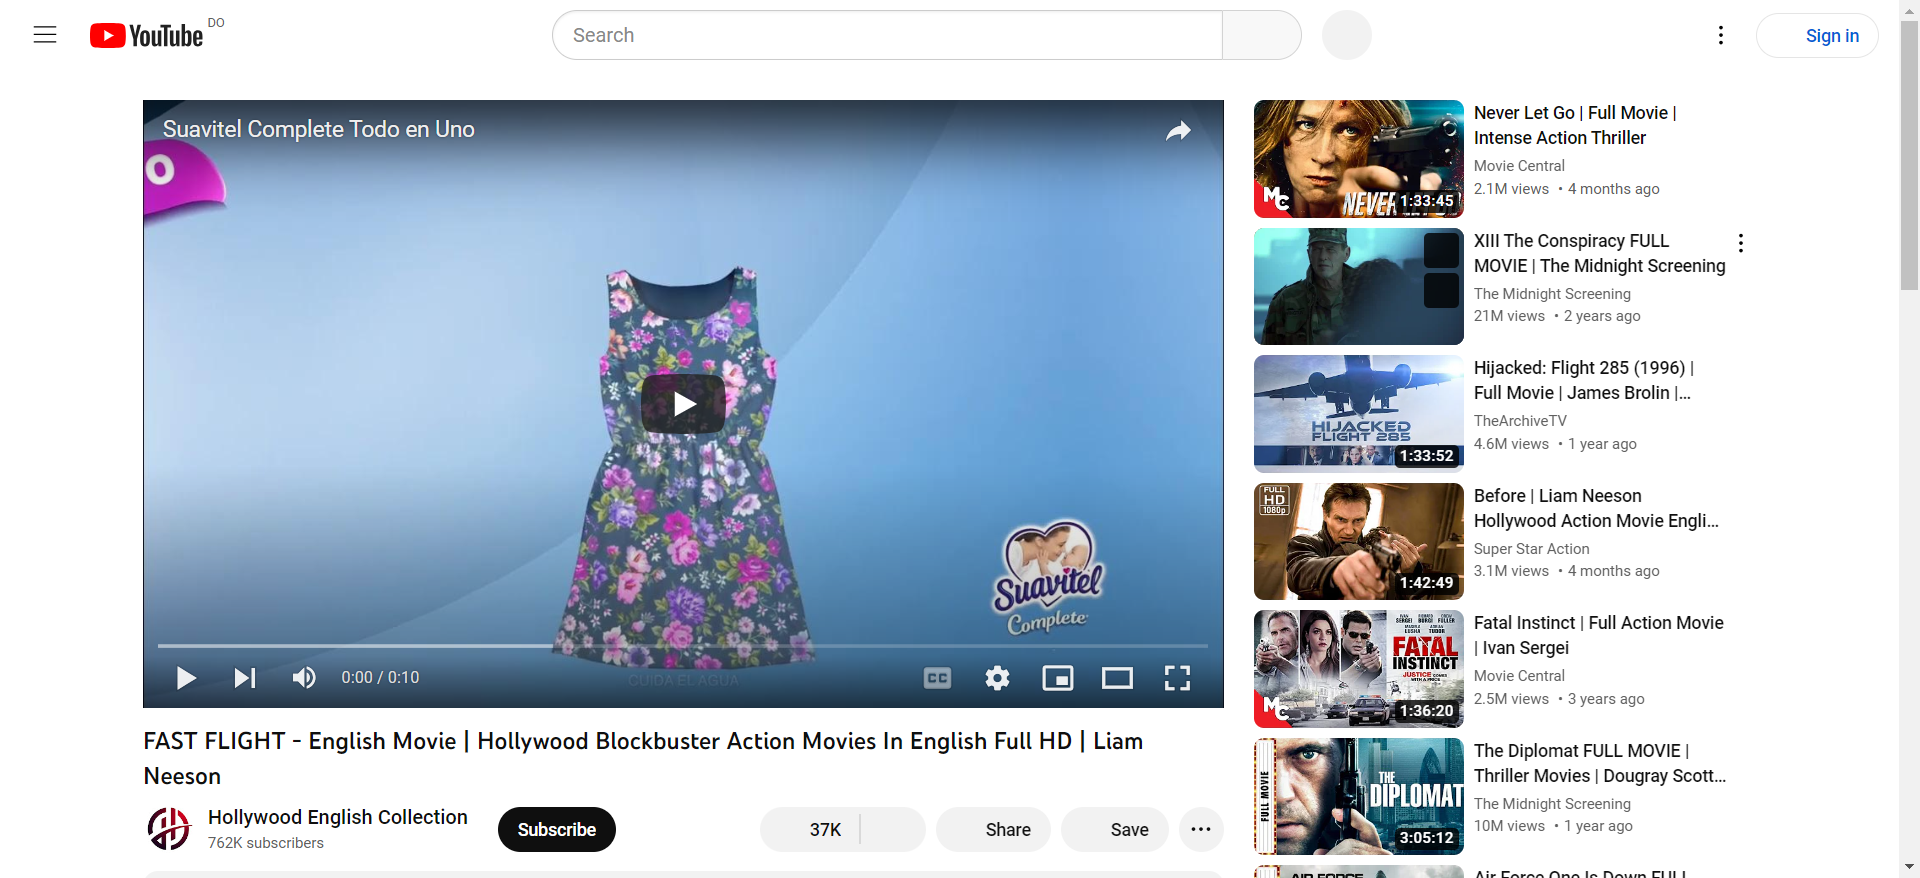 YouTube DO
Search
Sign in
Suavitel Complete Todo en Uno
O
Suavitel
Complete
CUIDA EL AGUA
0:00 / 0:10
CC
FAST FLIGHT - English Movie | Hollywood Blockbuster Action Movies In English Full HD | Liam
Neeson
Hollywood English Collection
762K subscribers
Subscribe
37K
Share
Save
MC
NEVER
1:33:45
Never Let Go | Full Movie |
Intense Action Thriller
Movie Central
2.1M views • 4 months ago
XIII The Conspiracy FULL
MOVIE | The Midnight Screening
The Midnight Screening
21M views • 2 years ago
HIJACKED
FLIGHT 285
1:33:52
Hijacked: Flight 285 (1996) |
Full Movie | James Brolin |...
TheArchiveTV
4.6M views • 1 year ago
FULL
HD
1080p
1:42:49
Before | Liam Neeson
Hollywood Action Movie Engli...
Super Star Action
3.1M views • 4 months ago
FATAL
INSTINCT
JUSTICE COMES
WITH A PRICE
MC
1:36:20
Fatal Instinct | Full Action Movie
| Ivan Sergei
Movie Central
2.5M views • 3 years ago
FULL MOVIE
THE
DIPLOMAT
3:05:12
The Diplomat FULL MOVIE |
Thriller Movies | Dougray Scott...
The Midnight Screening
10M views • 1 year ago
AIR FORCE
Air Force One Is Down FULL